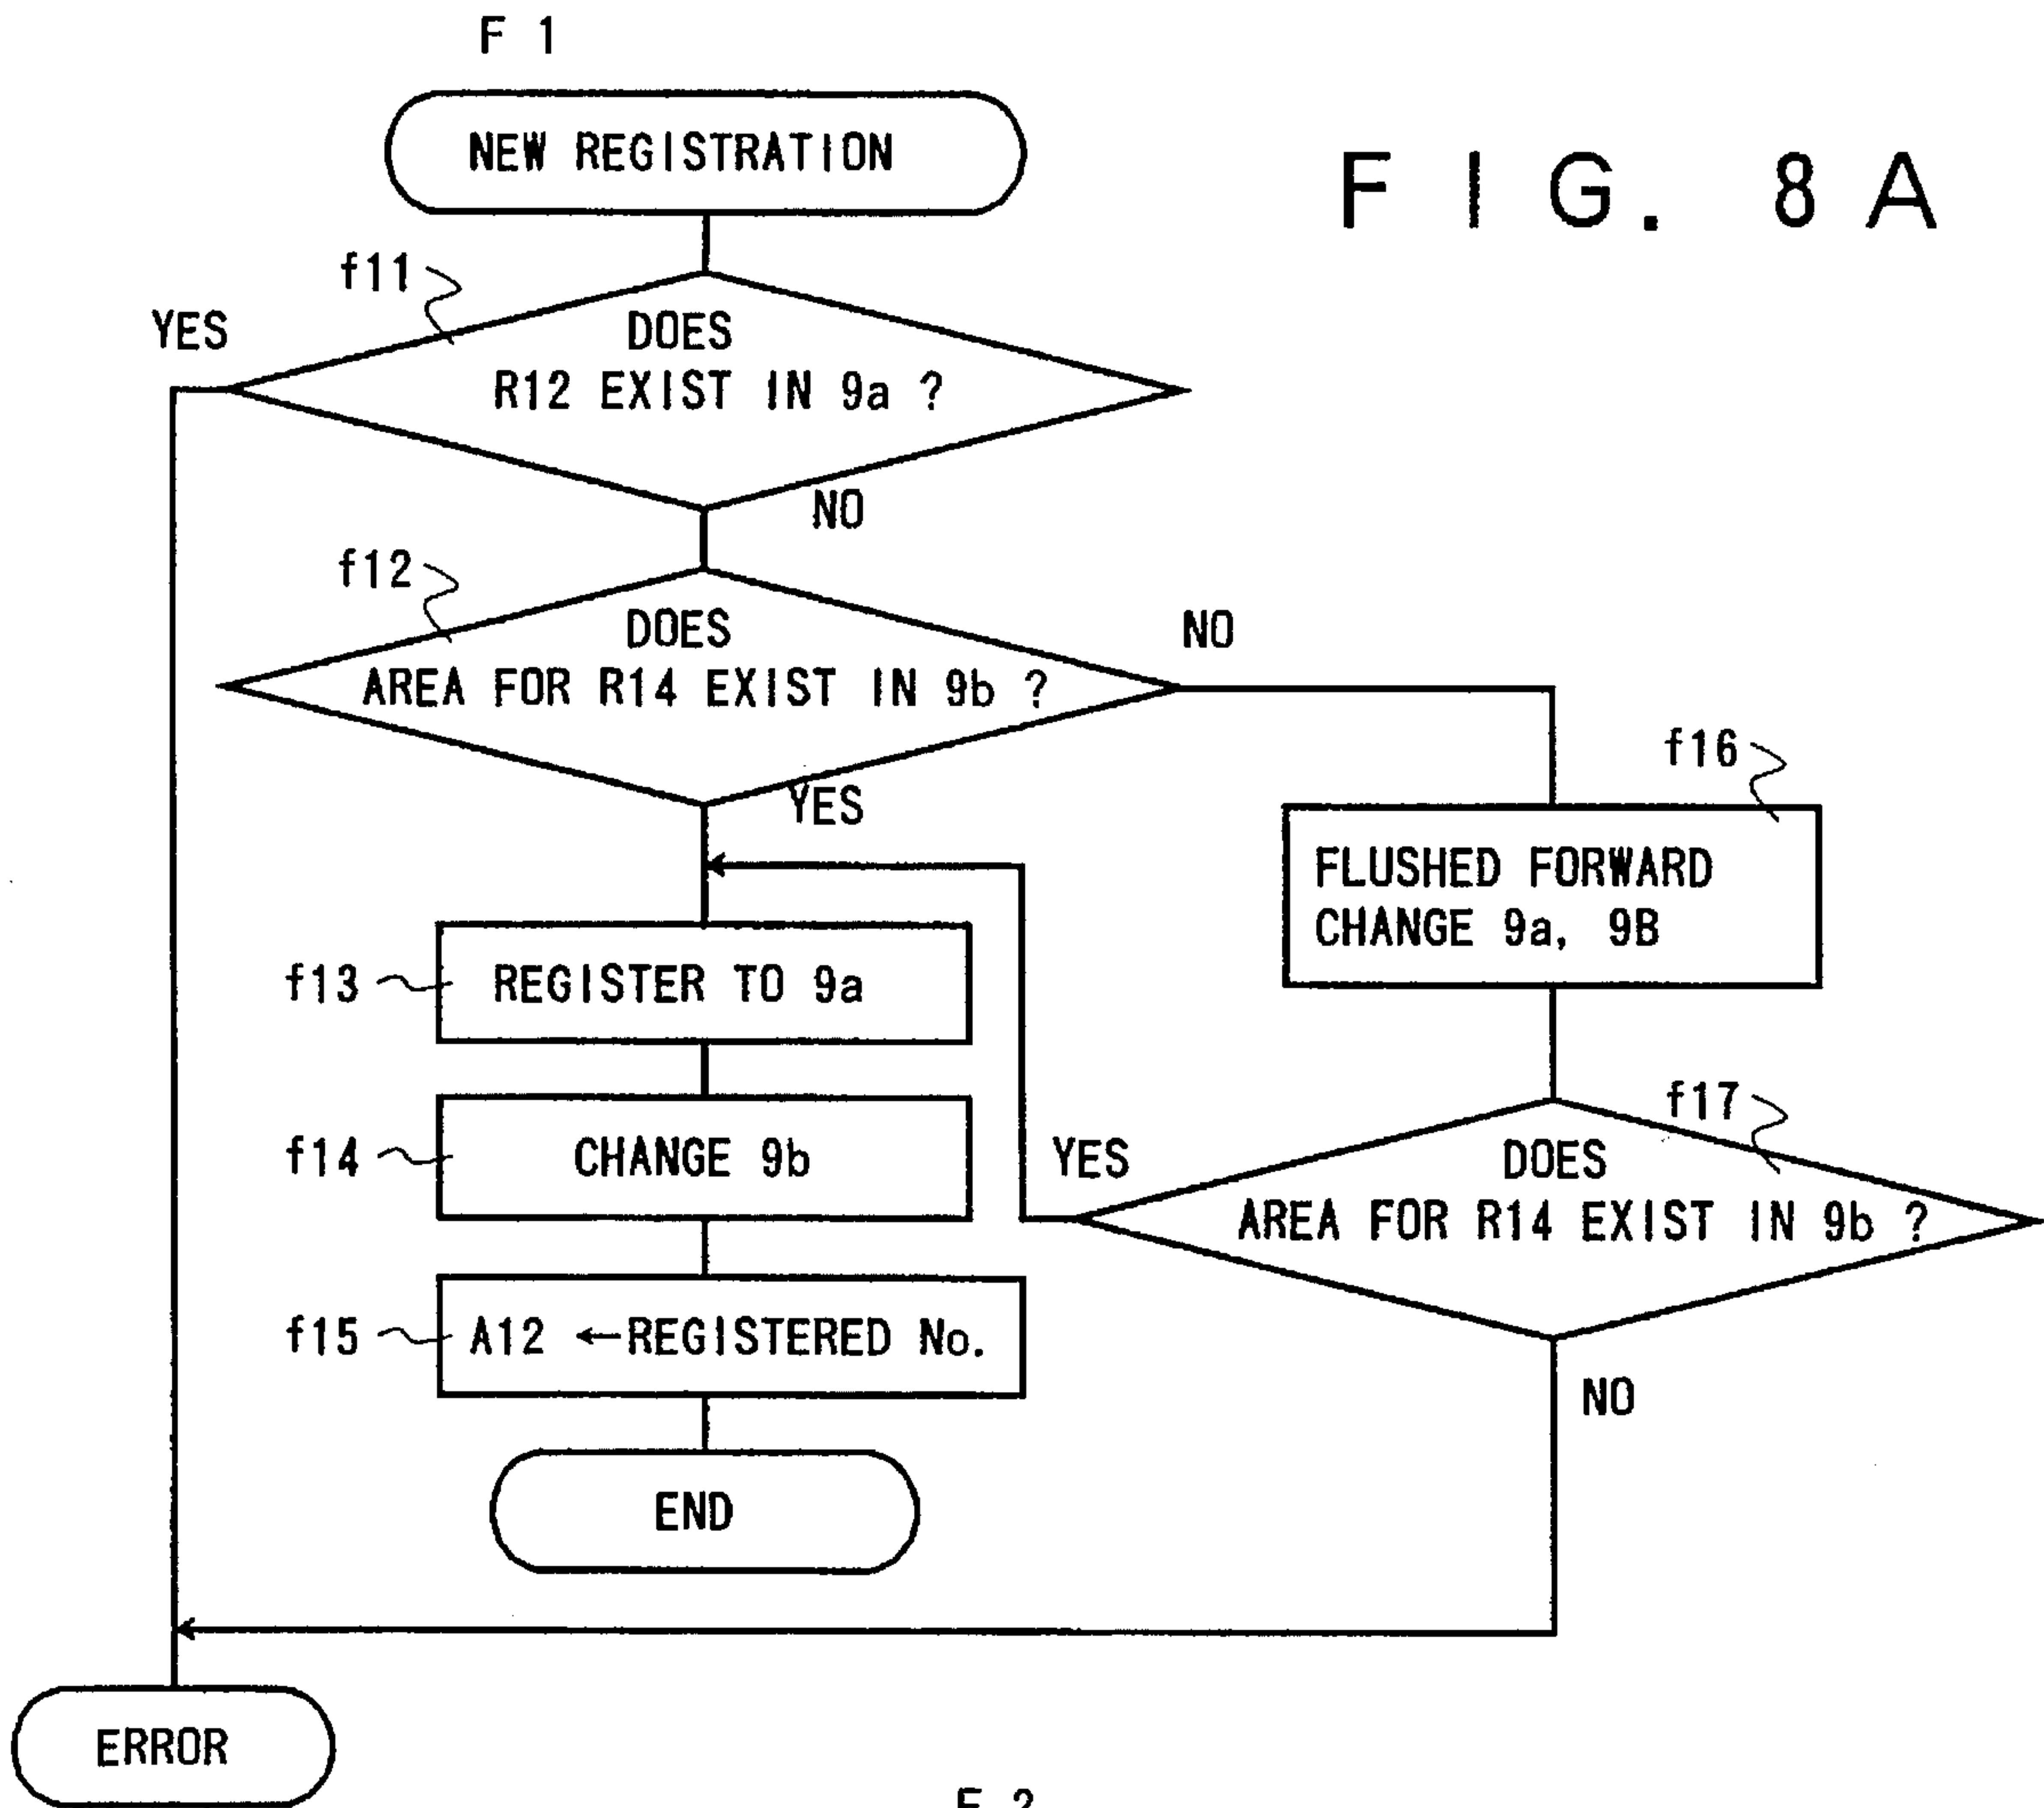 F 1
NEW REGISTRATION
FIG. 8A
f11
YES
DOES
R12 EXIST IN 9a ?
NO
f12
DOES
AREA FOR R14 EXIST IN 9b ?
NO
YES
f16
FLUSHED FORWARD
CHANGE 9a, 9B
f13
REGISTER TO 9a
f14
CHANGE 9b
f17
YES
DOES
AREA FOR R14 EXIST IN 9b ?
f15
A12 ←REGISTERED No.
NO
END
ERROR